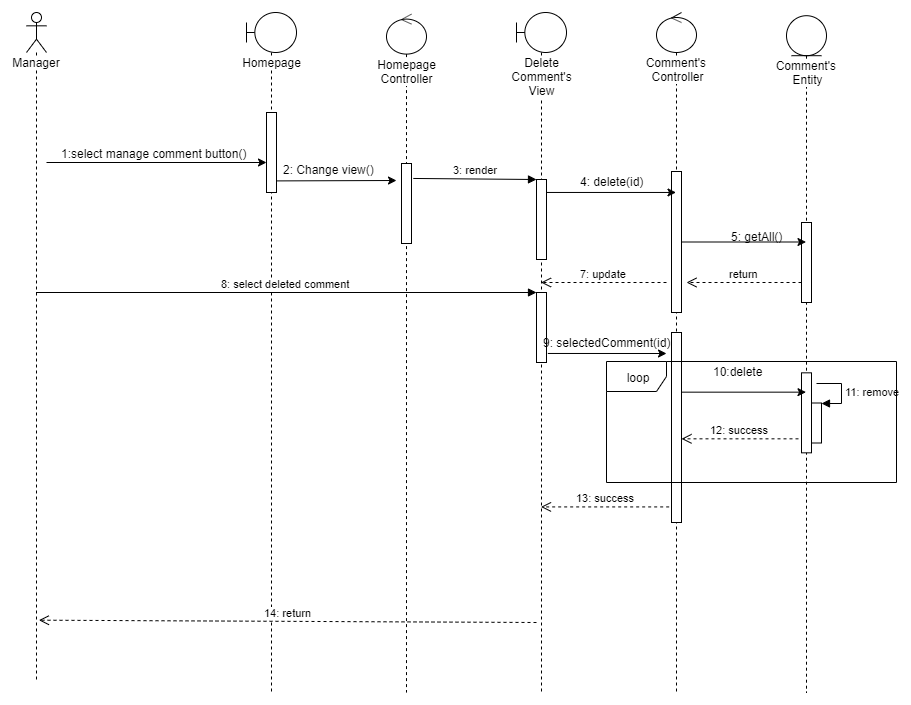 Manager
Homepage
Homepage
Controller
Delete
Comment's
View
Comment's
Controller
Comment's
Entity
1:select manage comment button()
2: Change view()
3: render
4: delete(id)
5: getAll()
7: update
return
8: select deleted comment
9: selectedComment(id)
loop
10:delete
11: remove
12: success
13: success
14: return